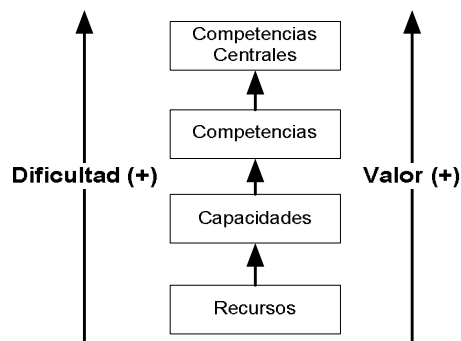 Competencias
Centrales
Competencias
Dificultad (+)
Valor (+)
Capacidades
Recursos